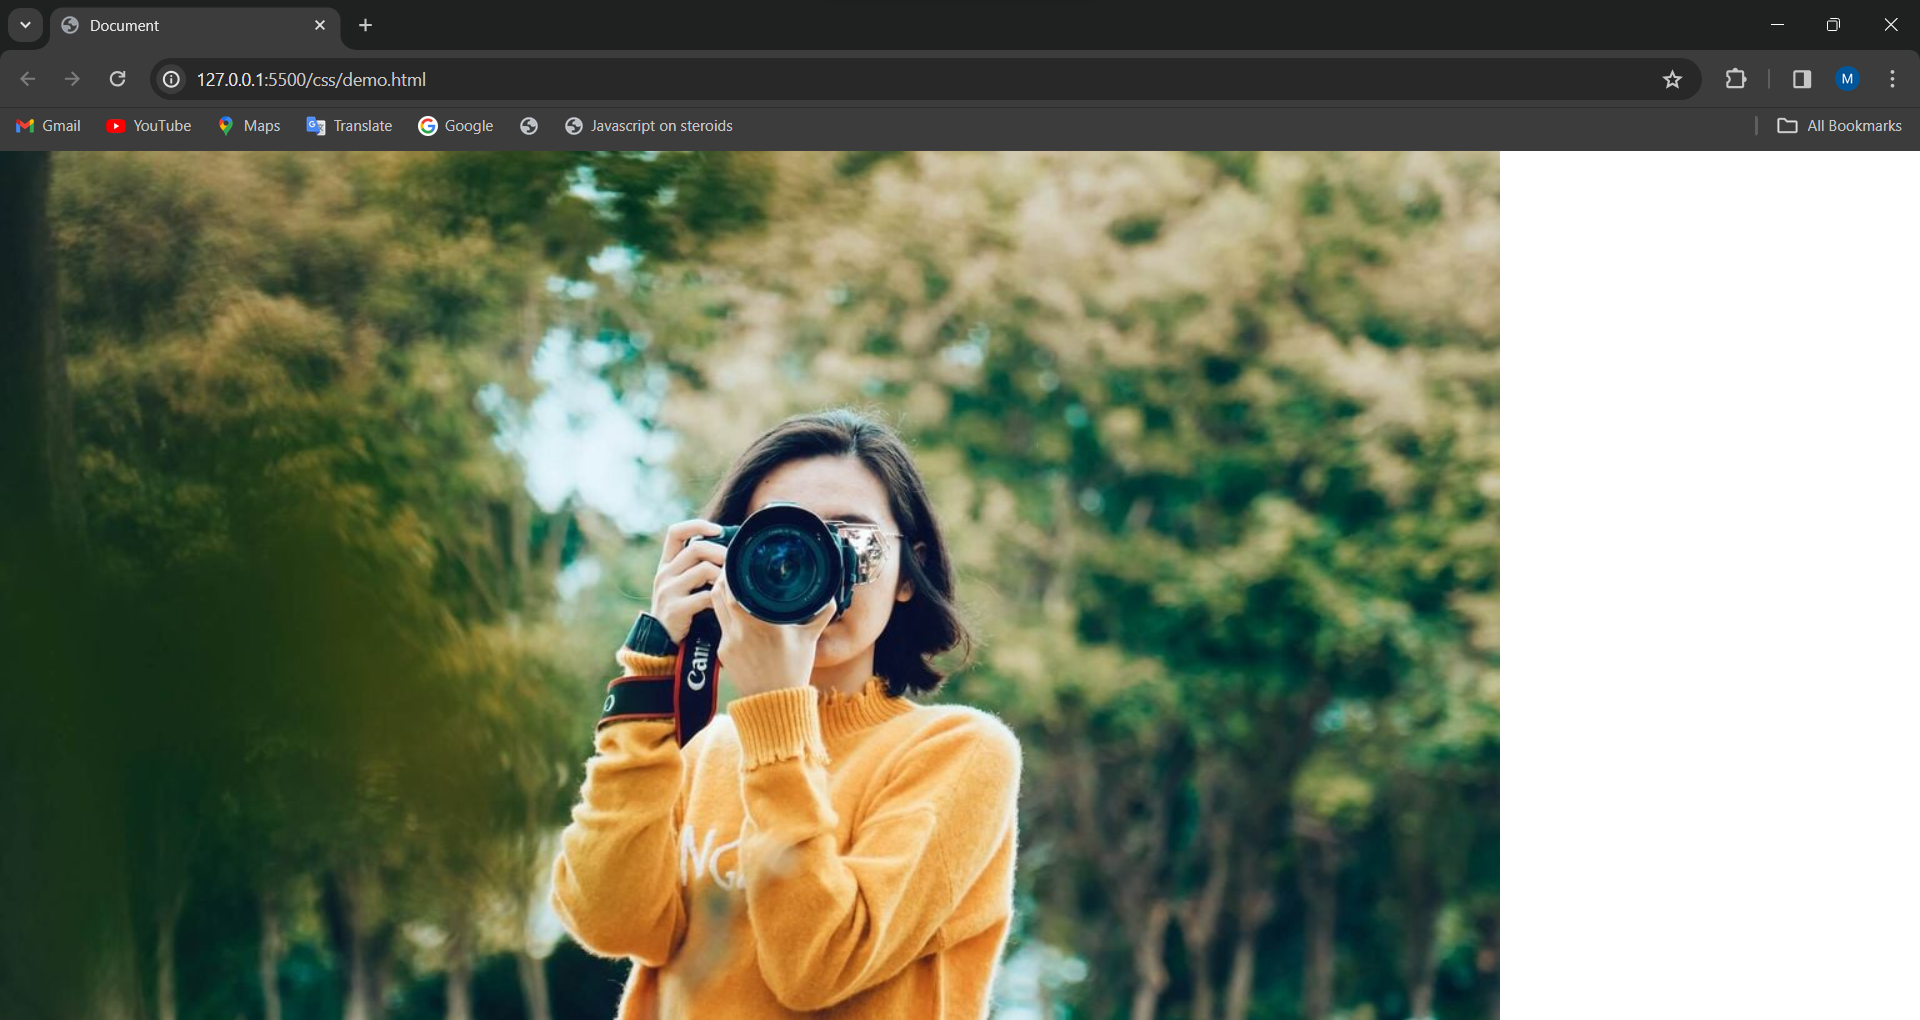 Document
127.0.0.1:5500/css/demo.html
M
Gmail YouTube Maps Translate Google Javascript on steroids All Bookmarks
Can
NG